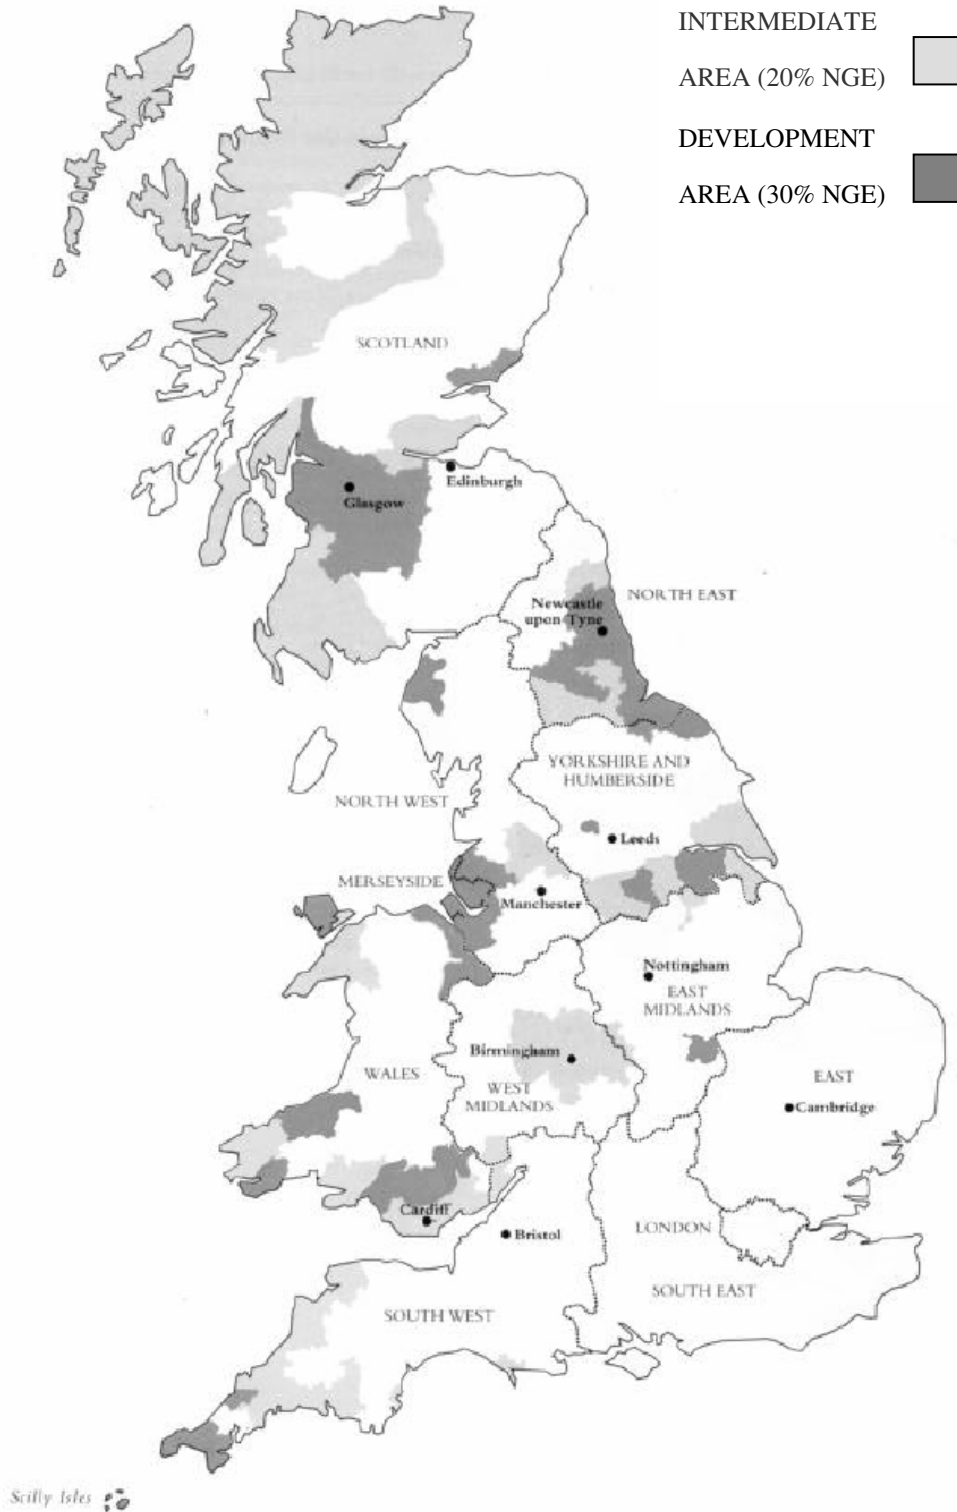 INTERMEDIATE
AREA (20% NGE)
DEVELOPMENT
AREA (30% NGE)
SCOTLAND
Edinburgh
Glasgow
NORTH EAST
Newcastle
upon Tyne
YORKSHIRE AND
HUMBERSIDE
NORTH WEST
Leeds
MERSEYSIDE
Manchester
Nottingham
EAST
MIDLANDS
Birmingham
WALES
WEST
MIDLANDS
EAST
Cambridge
Cardiff
Bristol
LONDON
SOUTH EAST
SOUTH WEST
Scilly Isles